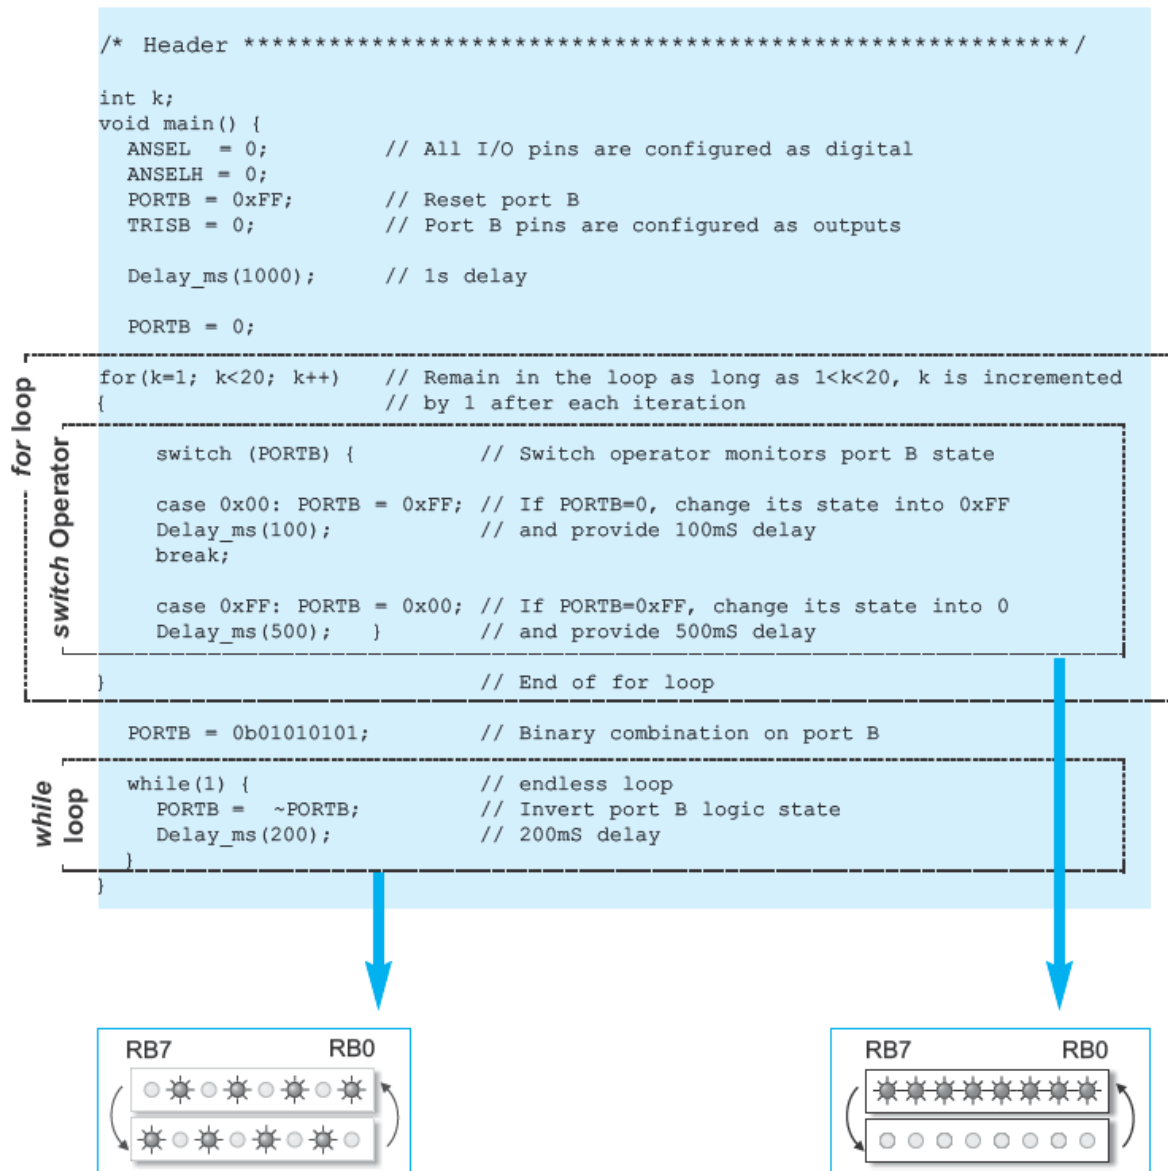 /* Header **********************************************************/
int k;
void main() {
ANSEL = 0; // All I/O pins are configured as digital
ANSELH = 0;
PORTB = 0xFF; // Reset port B
TRISB = 0; // Port B pins are configured as outputs
Delay_ms(1000); // 1s delay
PORTB = 0;
for loop
for(k=1; k<20; k++) // Remain in the loop as long as 1<k<20, k is incremented
{ // by 1 after each iteration
switch Operator
switch (PORTB) { // Switch operator monitors port B state
case 0x00: PORTB = 0xFF; // If PORTB=0, change its state into 0xFF
Delay_ms(100); // and provide 100mS delay
break;
case 0xFF: PORTB = 0x00; // If PORTB=0xFF, change its state into 0
Delay_ms(500); } // and provide 500mS delay
} // End of for loop
PORTB = 0b01010101; // Binary combination on port B
while
loop
while(1) { // endless loop
PORTB = ~PORTB; // Invert port B logic state
Delay_ms(200); // 200mS delay
}
}
RB7 RB0
RB7 RB0